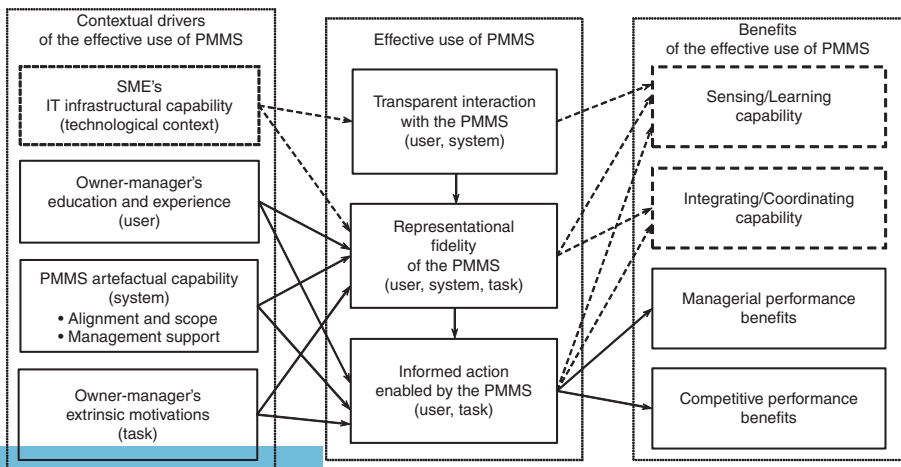 Contextual drivers
of the effective use of PMMS
SME's
IT infrastructural capability
(technological context)
Owner-manager's
education and experience
(user)
PMMS artefactual capability
(system)
• Alignment and scope
• Management support
Owner-manager's
extrinsic motivations
(task)
Effective use of PMMS
Transparent interaction
with the PMMS
(user, system)
Representational
fidelity
of the PMMS
(user, system, task)
Informed action
enabled by the PMMS
(user, task)
Benefits
of the effective use of PMMS
Sensing/Learning
capability
Integrating/Coordinating
capability
Managerial performance
benefits
Competitive performance
benefits